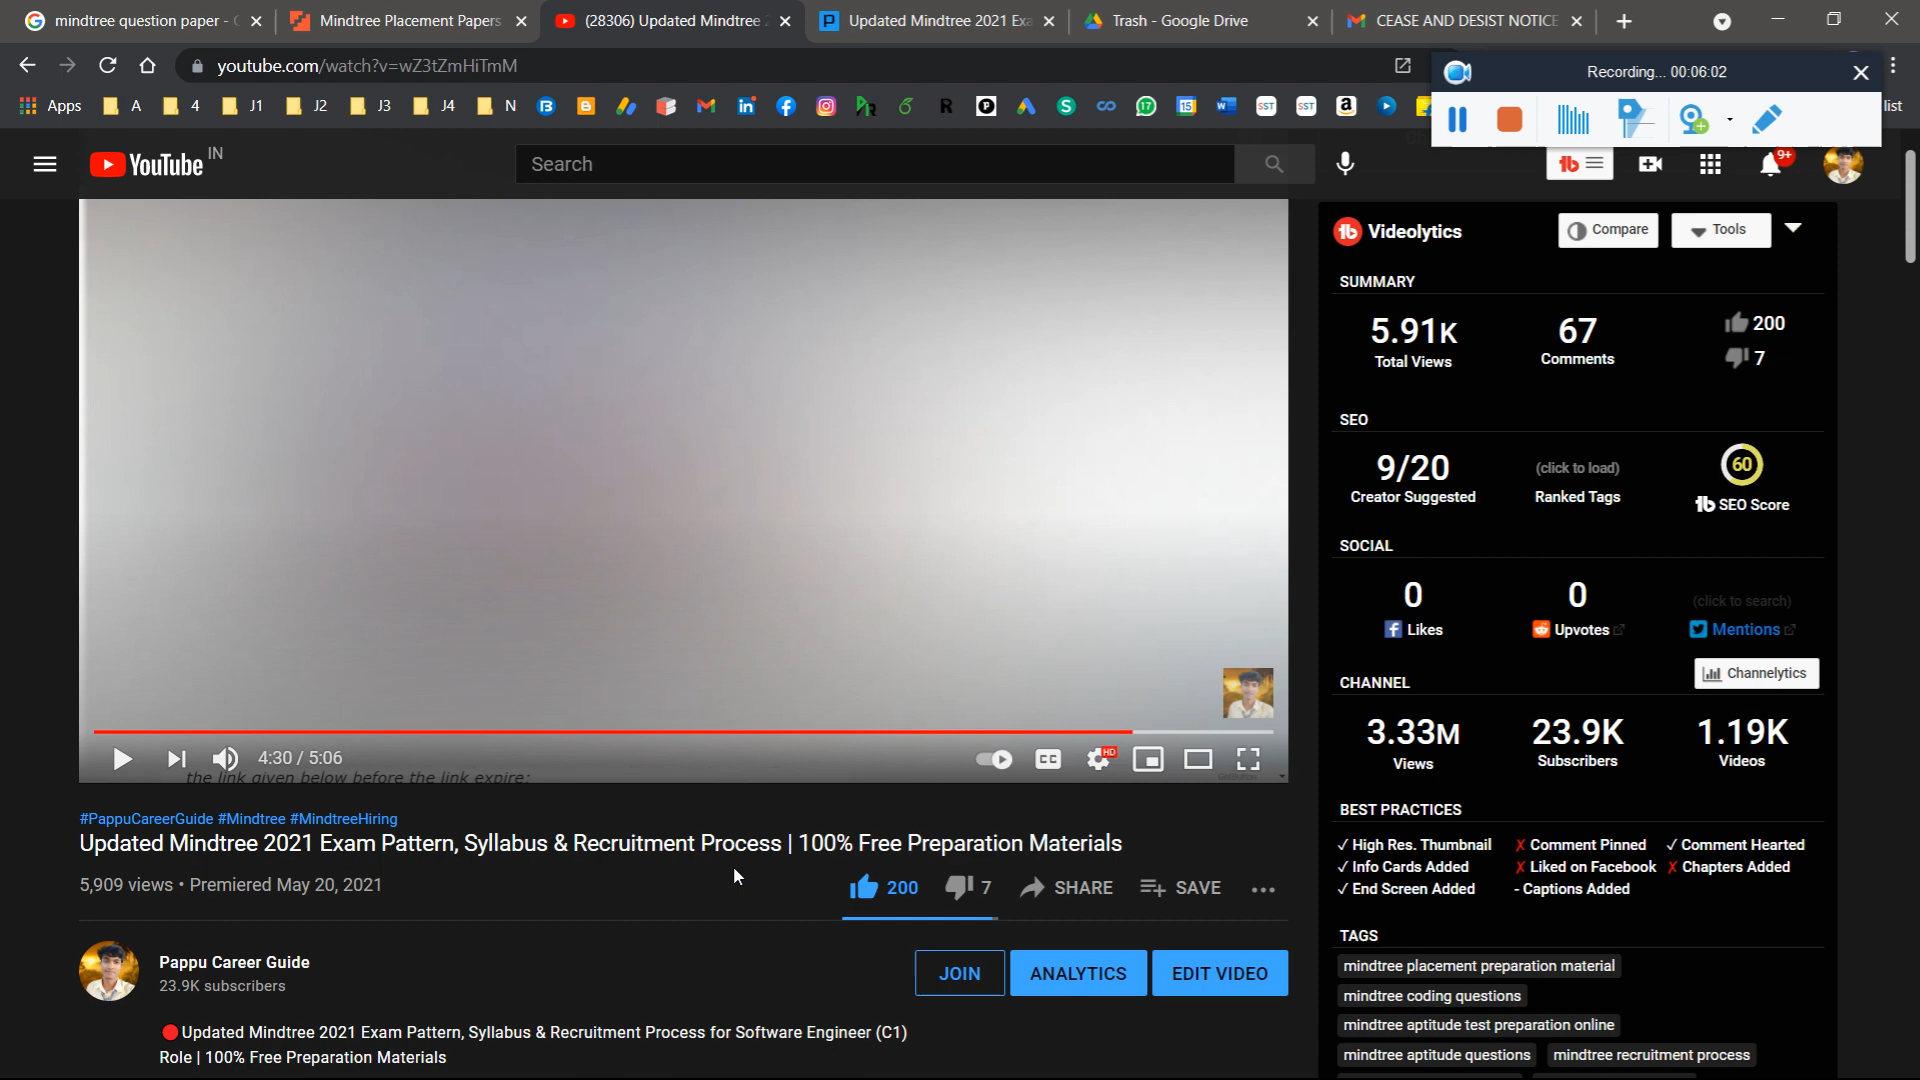 mindtree question paper -
Mindtree Placement Papers
(28306) Updated Mindtree
Updated Mindtree 2021 Ex
Trash - Google Drive
CEASE AND DESIST NOTICE
youtube.com/watch?v=wZ3tZmHiTmM
Recording... 00:06:02
Apps A 4 J1 J2 J3 J4 N
list
YouTube IN
Search
9+
4:30 / 5:06
the link given below before the link expire:
#PappuCareerGuide #Mindtree #MindtreeHiring
Updated Mindtree 2021 Exam Pattern, Syllabus & Recruitment Process | 100% Free Preparation Materials
5,909 views • Premiered May 20, 2021
200 7 SHARE SAVE
Pappu Career Guide
23.9K subscribers
JOIN ANALYTICS EDIT VIDEO
Updated Mindtree 2021 Exam Pattern, Syllabus & Recruitment Process for Software Engineer (C1)
Role | 100% Free Preparation Materials
Videolytics Compare Tools
SUMMARY
5.91K 67 200
Total Views Comments 7
SEO
9/20 (click to load) 60
Creator Suggested Ranked Tags SEO Score
SOCIAL
0 0 (click to search)
Likes Upvotes Mentions
CHANNEL Channelytics
3.33M 23.9K 1.19K
Views Subscribers Videos
BEST PRACTICES
✓ High Res. Thumbnail ✗ Comment Pinned ✓ Comment Hearted
✓ Info Cards Added ✗ Liked on Facebook ✗ Chapters Added
✓ End Screen Added - Captions Added
TAGS
mindtree placement preparation material
mindtree coding questions
mindtree aptitude test preparation online
mindtree aptitude questions mindtree recruitment process